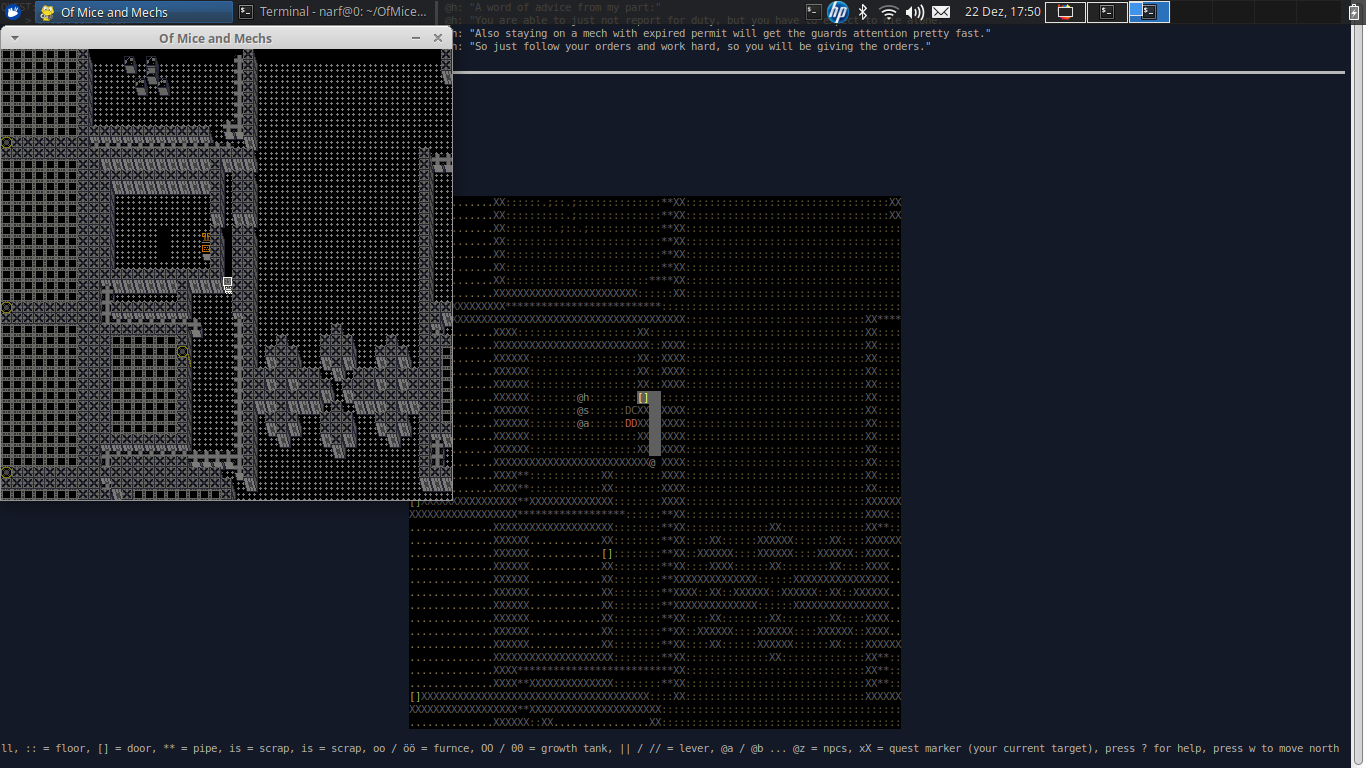 Of Mice and Mechs
Terminal - narf@0: ~/OfMice...
22 Dez, 17:50
@h: "A word of advice from my part:"
@h: "You are able to just not report for duty, but you have
Of Mice and Mechs
h: "Also staying on a mech with expired permit will get the guards attention pretty fast."
h: "So just follow your orders and work hard, so you will be giving the orders."
@h
[]
@s
DC
@a
DD
@
ll, :: = floor, [] = door, ** = pipe, is = scrap, is = scrap, oo / öö = furnce, OO / 00 = growth tank, || / // = lever, @a / @b ... @z = npcs, xX = quest marker (your current target), press ? for help, press w to move north